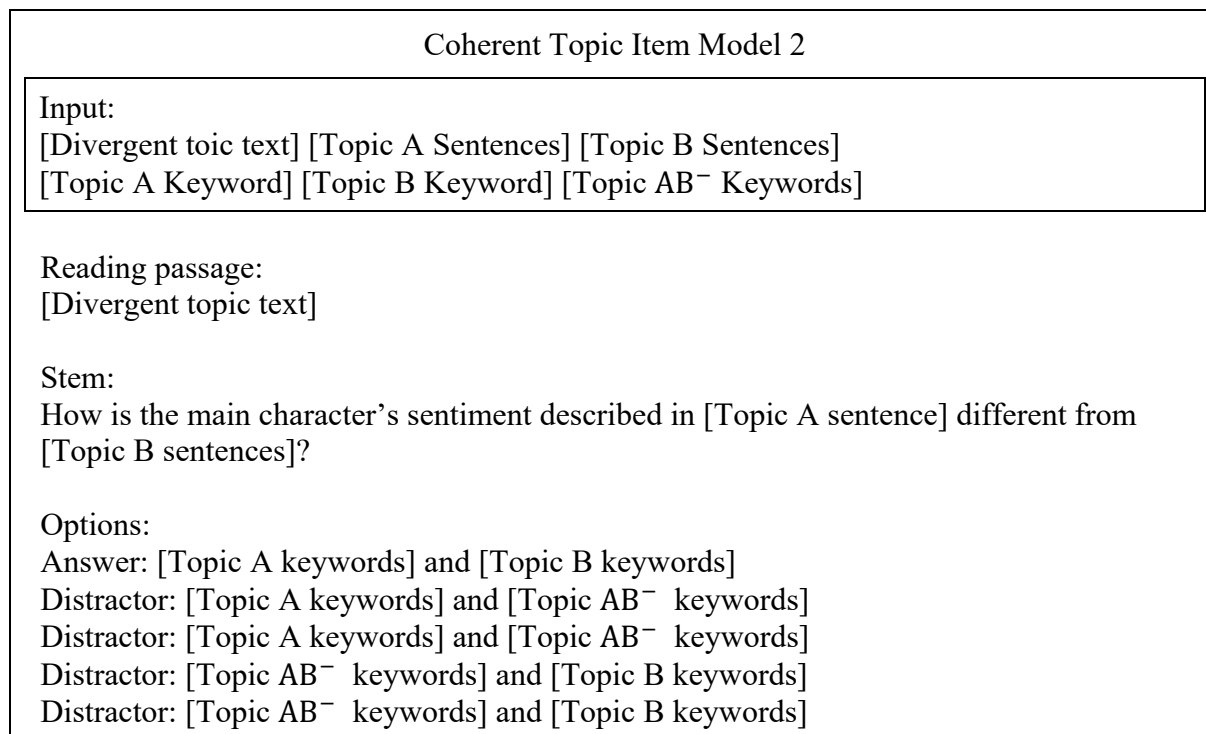 Coherent Topic Item Model 2
Input:
[Divergent toic text] [Topic A Sentences] [Topic B Sentences]
[Topic A Keyword] [Topic B Keyword] [Topic AB⁻ Keywords]
Reading passage:
[Divergent topic text]
Stem:
How is the main character’s sentiment described in [Topic A sentence] different from
[Topic B sentences]?
Options:
Answer: [Topic A keywords] and [Topic B keywords]
Distractor: [Topic A keywords] and [Topic AB⁻ keywords]
Distractor: [Topic A keywords] and [Topic AB⁻ keywords]
Distractor: [Topic AB⁻ keywords] and [Topic B keywords]
Distractor: [Topic AB⁻ keywords] and [Topic B keywords]